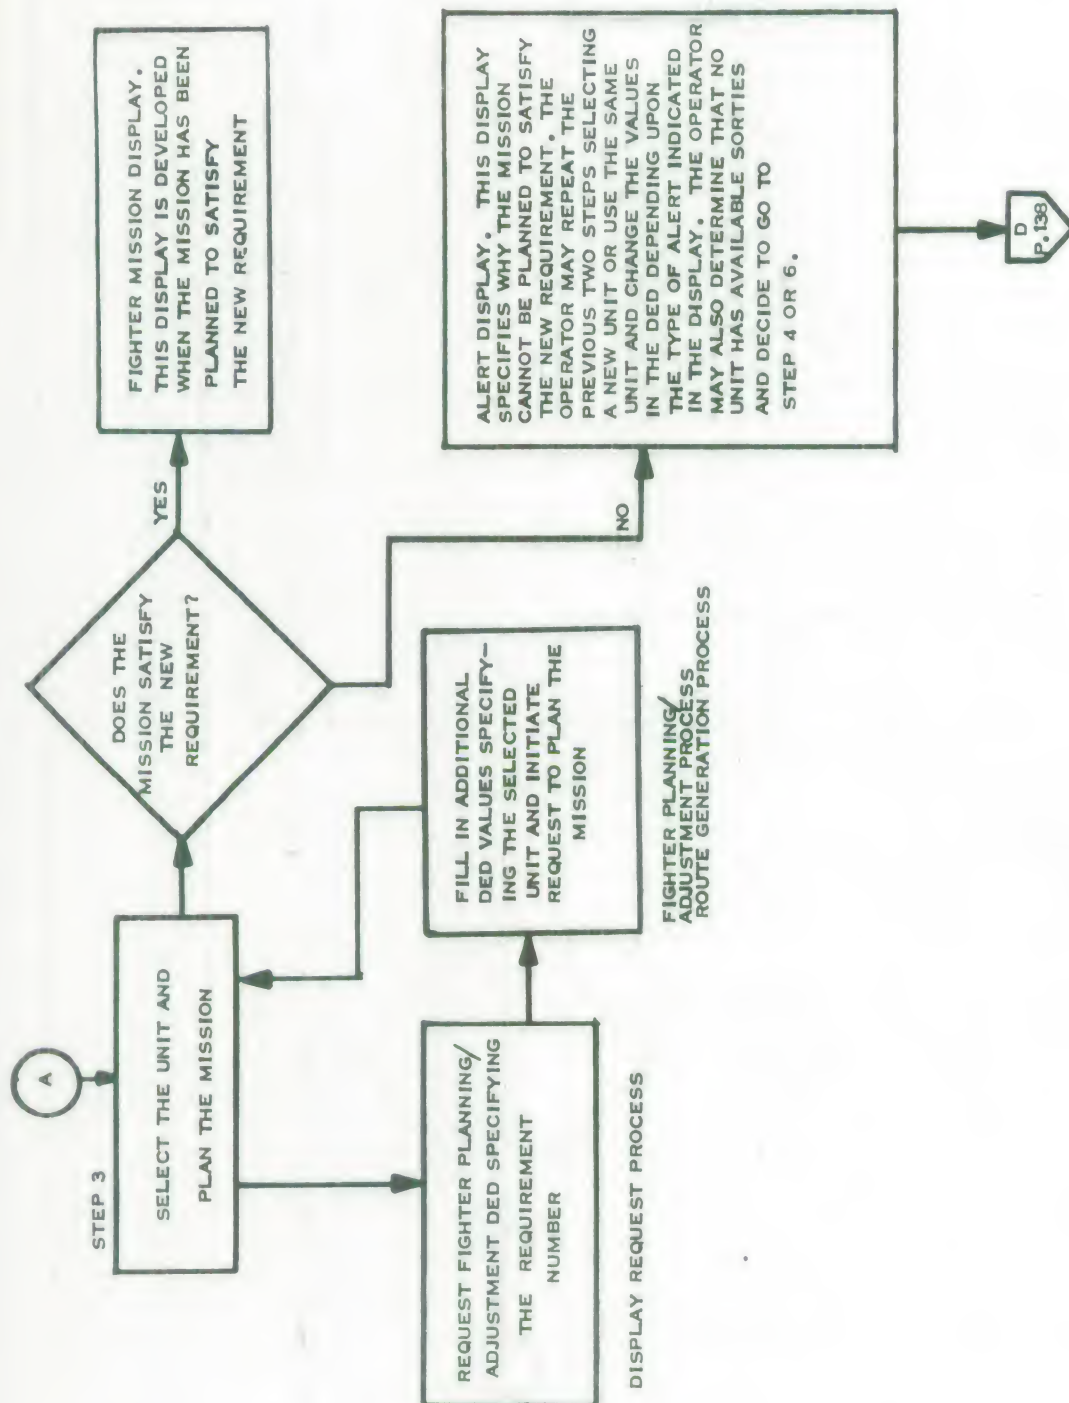 A
STEP 3
SELECT THE UNIT AND
PLAN THE MISSION
DOES THE
MISSION SATISFY
THE NEW
REQUIREMENT?
YES
FIGHTER MISSION DISPLAY.
THIS DISPLAY IS DEVELOPED
WHEN THE MISSION HAS BEEN
PLANNED TO SATISFY
THE NEW REQUIREMENT
REQUEST FIGHTER PLANNING/
ADJUSTMENT DED SPECIFYING
THE REQUIREMENT
NUMBER
DISPLAY REQUEST PROCESS
FILL IN ADDITIONAL
DED VALUES SPECIFY-
ING THE SELECTED
UNIT AND INITIATE
REQUEST TO PLAN THE
MISSION
FIGHTER PLANNING/
ADJUSTMENT PROCESS
ROUTE GENERATION PROCESS
NO
ALERT DISPLAY. THIS DISPLAY
SPECIFIES WHY THE MISSION
CANNOT BE PLANNED TO SATISFY
THE NEW REQUIREMENT. THE
OPERATOR MAY REPEAT THE
PREVIOUS TWO STEPS SELECTING
A NEW UNIT OR USE THE SAME
UNIT AND CHANGE THE VALUES
IN THE DED DEPENDING UPON
THE TYPE OF ALERT INDICATED
IN THE DISPLAY. THE OPERATOR
MAY ALSO DETERMINE THAT NO
UNIT HAS AVAILABLE SORTIES
AND DECIDE TO GO TO
STEP 4 OR 6.
D
P.138